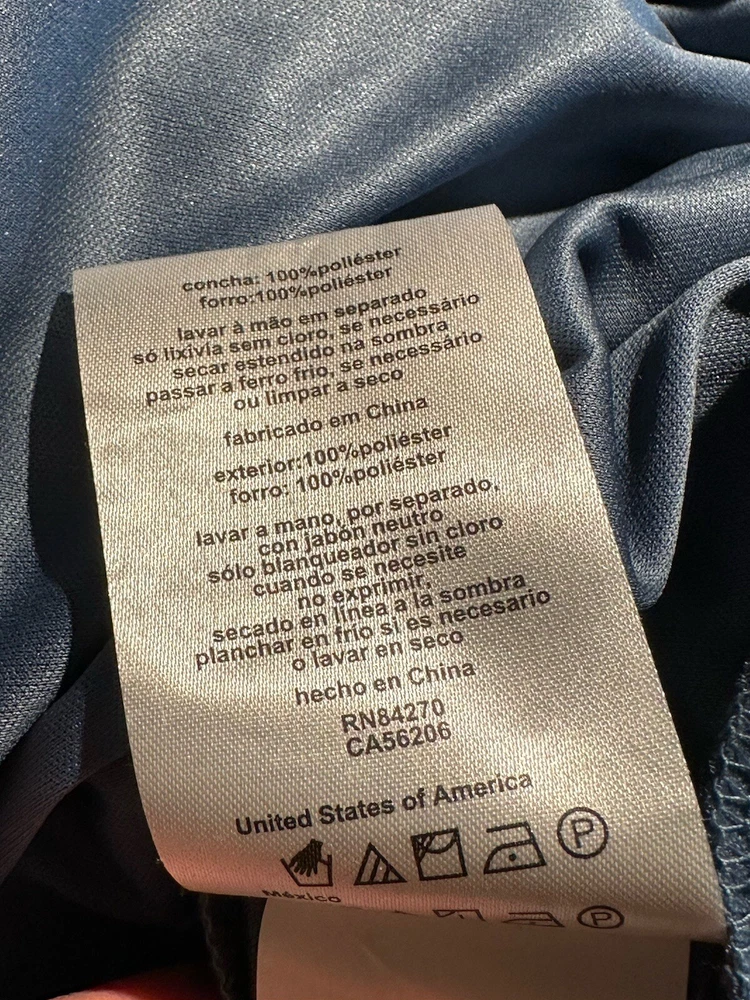 concha: 100%poliéster
forro:100%poliéster
lavar à mão em separado
só lixívia sem cloro, se necessário
secar estendido na sombra
passar a ferro frio, se necessário
ou limpar a seco
fabricado em China
exterior:100%poliéster
forro: 100%poliéster
lavar a mano, por separado,
con jabón neutro
sólo blanqueador sin cloro
cuando se necesite
no exprimir,
secado en línea a la sombra
planchar en frío si es necesario
o lavar en seco
hecho en China
RN84270
CA56206
United States of America
P
México
P